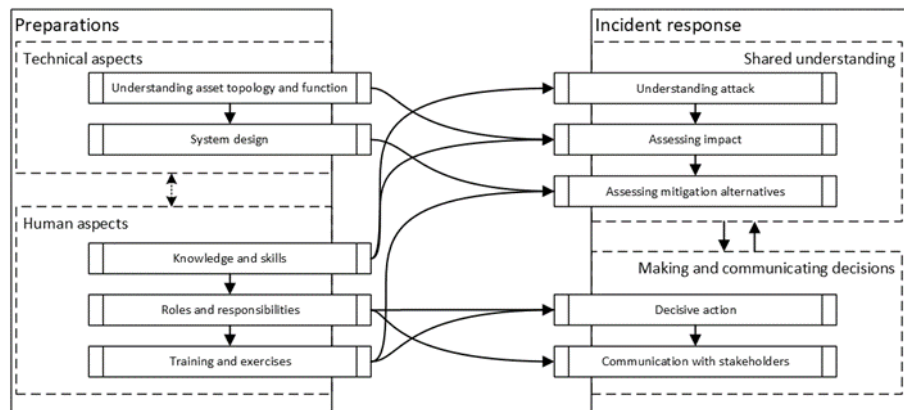 Preparations
Technical aspects
Understanding asset topology and function
System design
Human aspects
Knowledge and skills
Roles and responsibilities
Training and exercises
Incident response
Shared understanding
Understanding attack
Assessing impact
Assessing mitigation alternatives
Making and communicating decisions
Decisive action
Communication with stakeholders